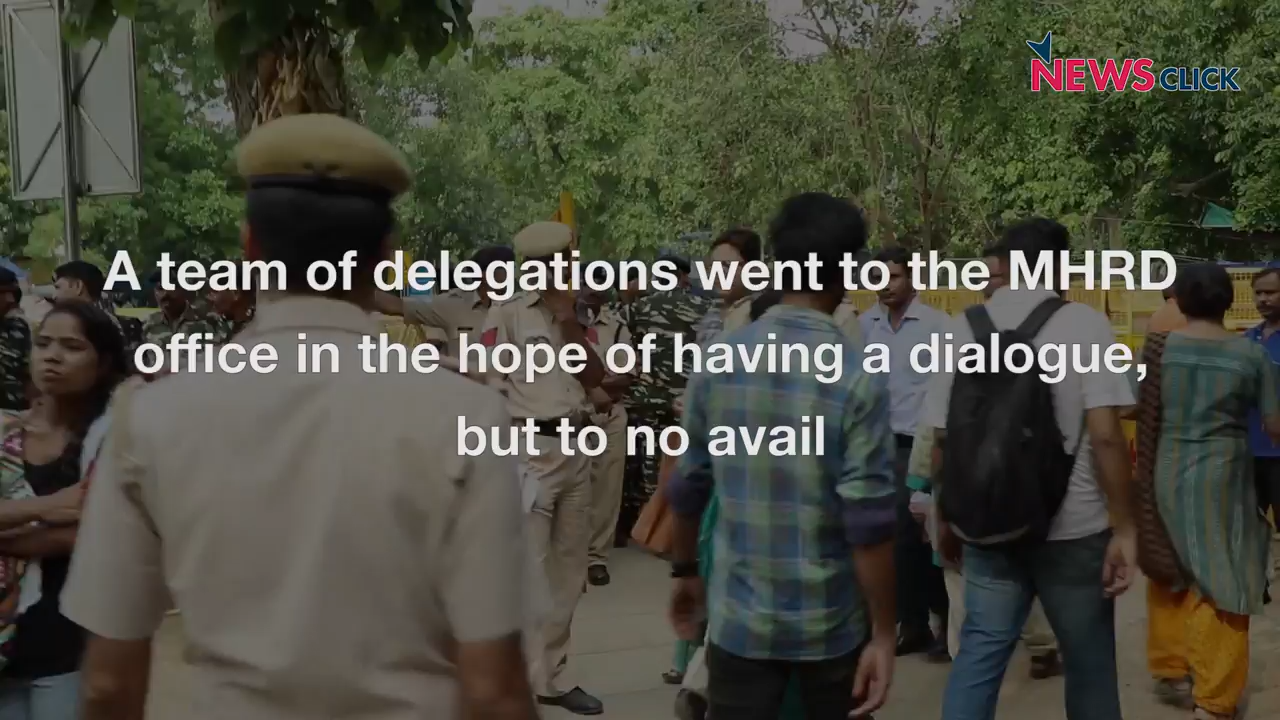 NEWSCLICK
A team of delegations went to the MHRD
office in the hope of having a dialogue,
but to no avail